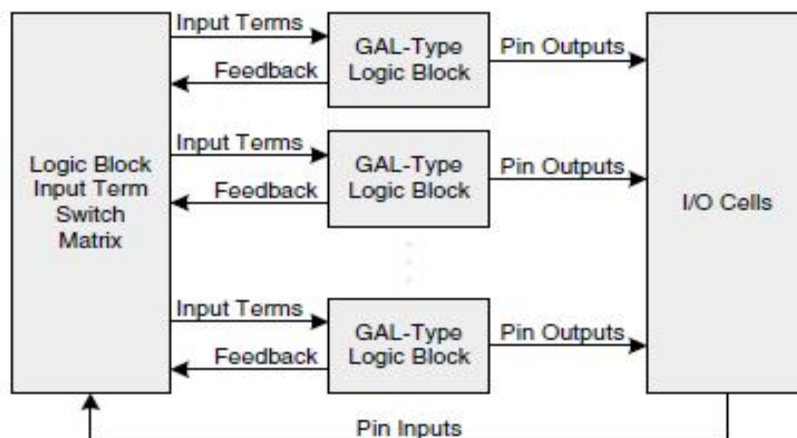 Input Terms
GAL-Type
Logic Block
Pin Outputs
Feedback
Logic Block
Input Term
Switch
Matrix
Input Terms
GAL-Type
Logic Block
Pin Outputs
Feedback
I/O Cells
Input Terms
GAL-Type
Logic Block
Pin Outputs
Feedback
Pin Inputs